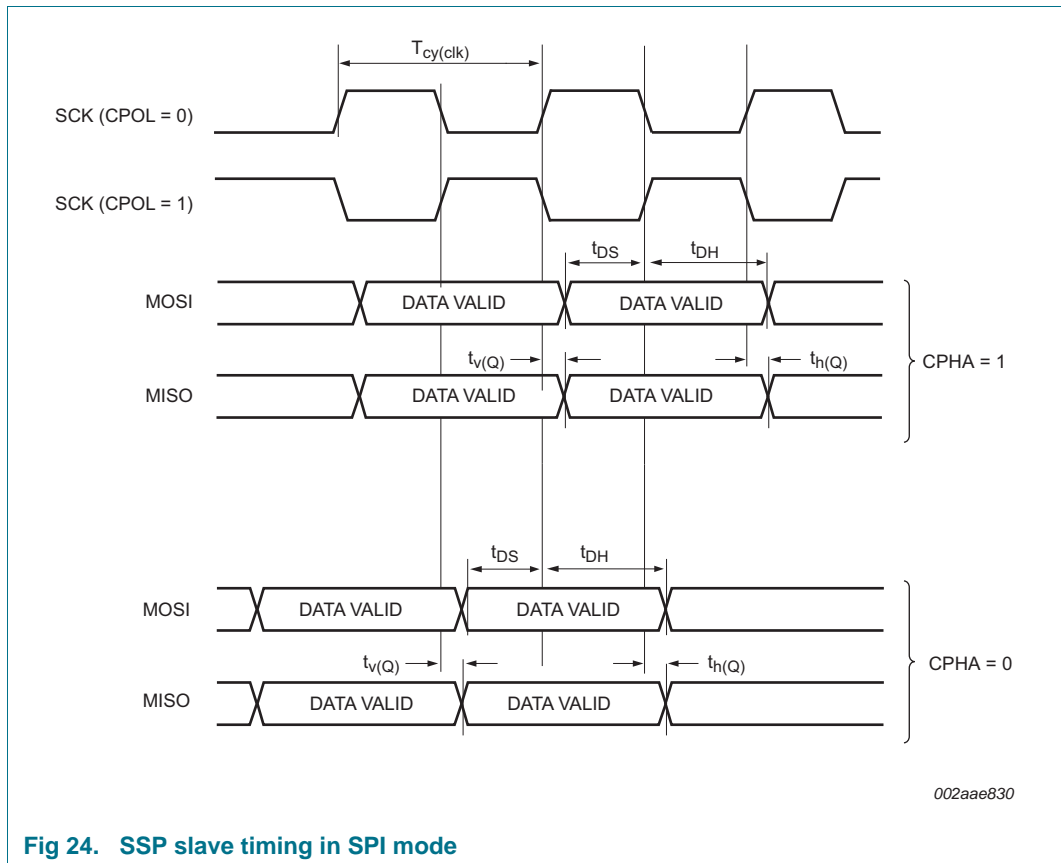 Tcy(clk)
SCK (CPOL = 0)
SCK (CPOL = 1)
tDS tDH
MOSI DATA VALID DATA VALID
tv(Q) th(Q)
CPHA = 1
MISO DATA VALID DATA VALID
tDS tDH
MOSI DATA VALID DATA VALID
tv(Q) th(Q)
CPHA = 0
MISO DATA VALID DATA VALID
002aae830
Fig 24. SSP slave timing in SPI mode